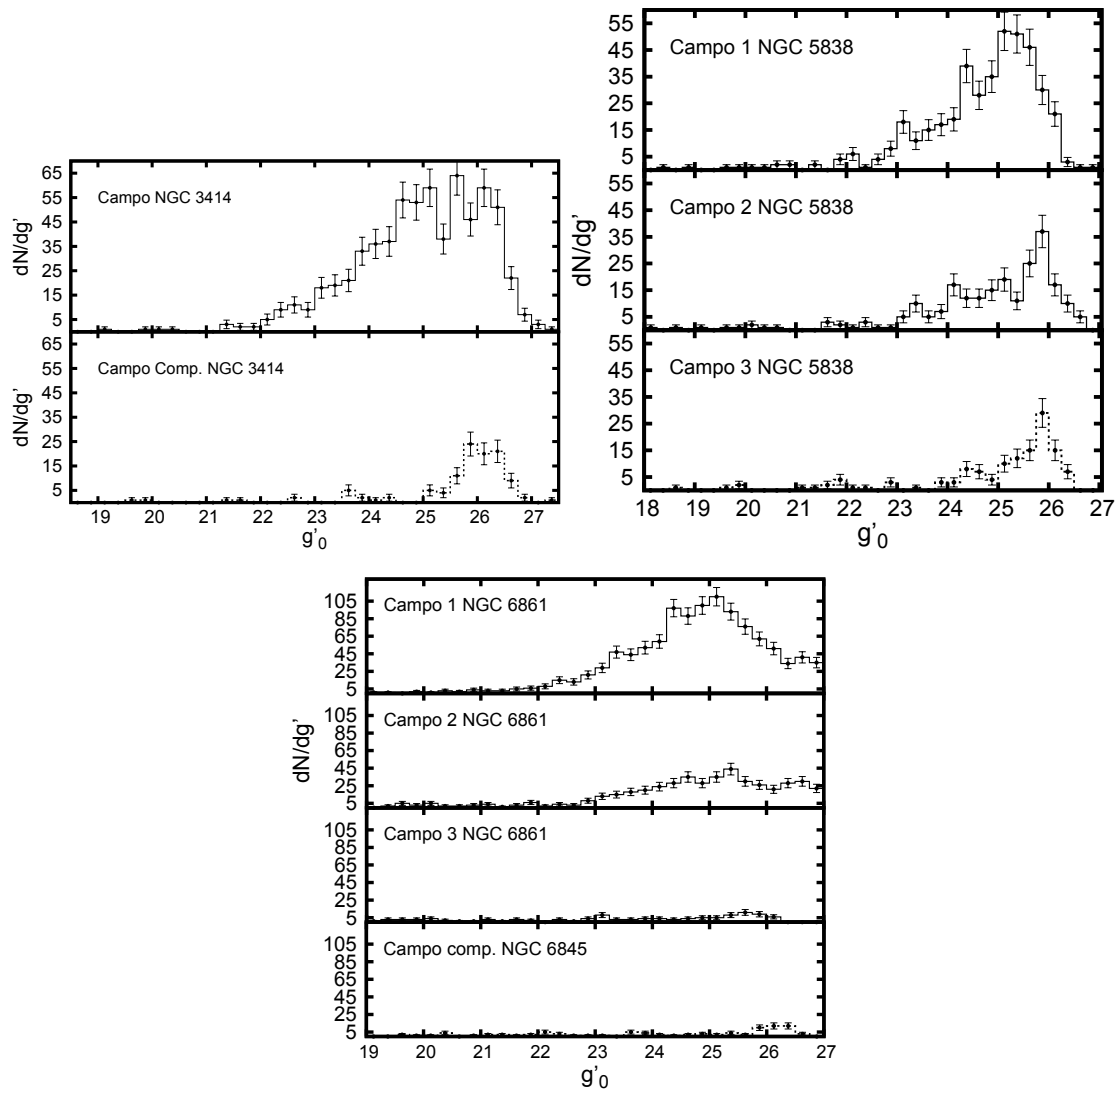 Campo NGC 3414
65
55
45
35
25
15
5
dN/dg'
Campo Comp. NGC 3414
65
55
45
35
25
15
5
dN/dg'
19 20 21 22 23 24 25 26 27
g'0
Campo 1 NGC 5838
55
45
35
25
15
5
Campo 2 NGC 5838
55
45
35
25
15
5
dN/dg'
Campo 3 NGC 5838
55
45
35
25
15
5
18 19 20 21 22 23 24 25 26 27
g'0
Campo 1 NGC 6861
105
85
65
45
25
5
Campo 2 NGC 6861
105
85
65
45
25
5
dN/dg'
Campo 3 NGC 6861
105
85
65
45
25
5
Campo comp. NGC 6845
105
85
65
45
25
5
19 20 21 22 23 24 25 26 27
g'0